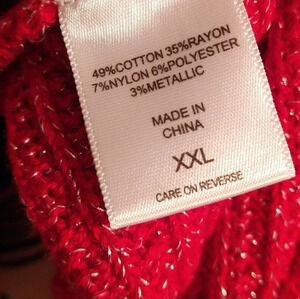 49%COTTON 35%RAYON
7%NYLON 6%POLYESTER
3%METALLIC
MADE IN
CHINA
XXL
CARE ON REVERSE